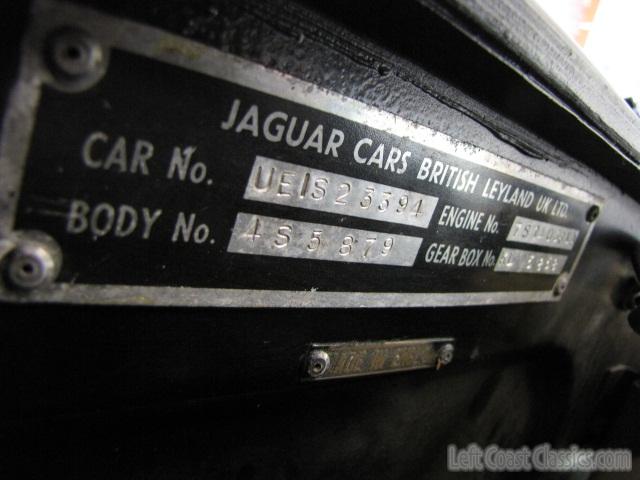 JAGUAR CARS BRITISH LEYLAND UK LTD.
CAR No. UE1S23394
ENGINE No.
BODY No. 4S5879
GEAR BOX No.
Left Coast Classics.com